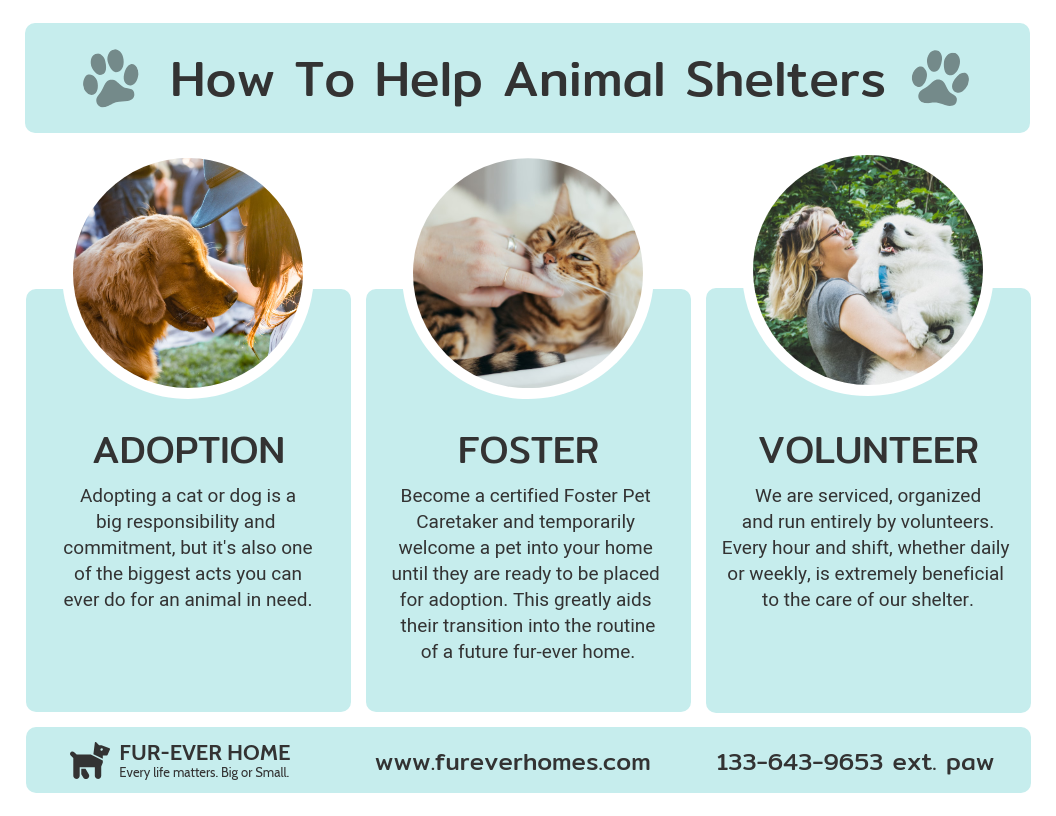 How To Help Animal Shelters
ADOPTION
Adopting a cat or dog is a
big responsibility and
commitment, but it's also one
of the biggest acts you can
ever do for an animal in need.
FOSTER
Become a certified Foster Pet
Caretaker and temporarily
welcome a pet into your home
until they are ready to be placed
for adoption. This greatly aids
their transition into the routine
of a future fur-ever home.
VOLUNTEER
We are serviced, organized
and run entirely by volunteers.
Every hour and shift, whether daily
or weekly, is extremely beneficial
to the care of our shelter.
FUR-EVER HOME
Every life matters. Big or Small.
www.fureverhomes.com
133-643-9653 ext. paw